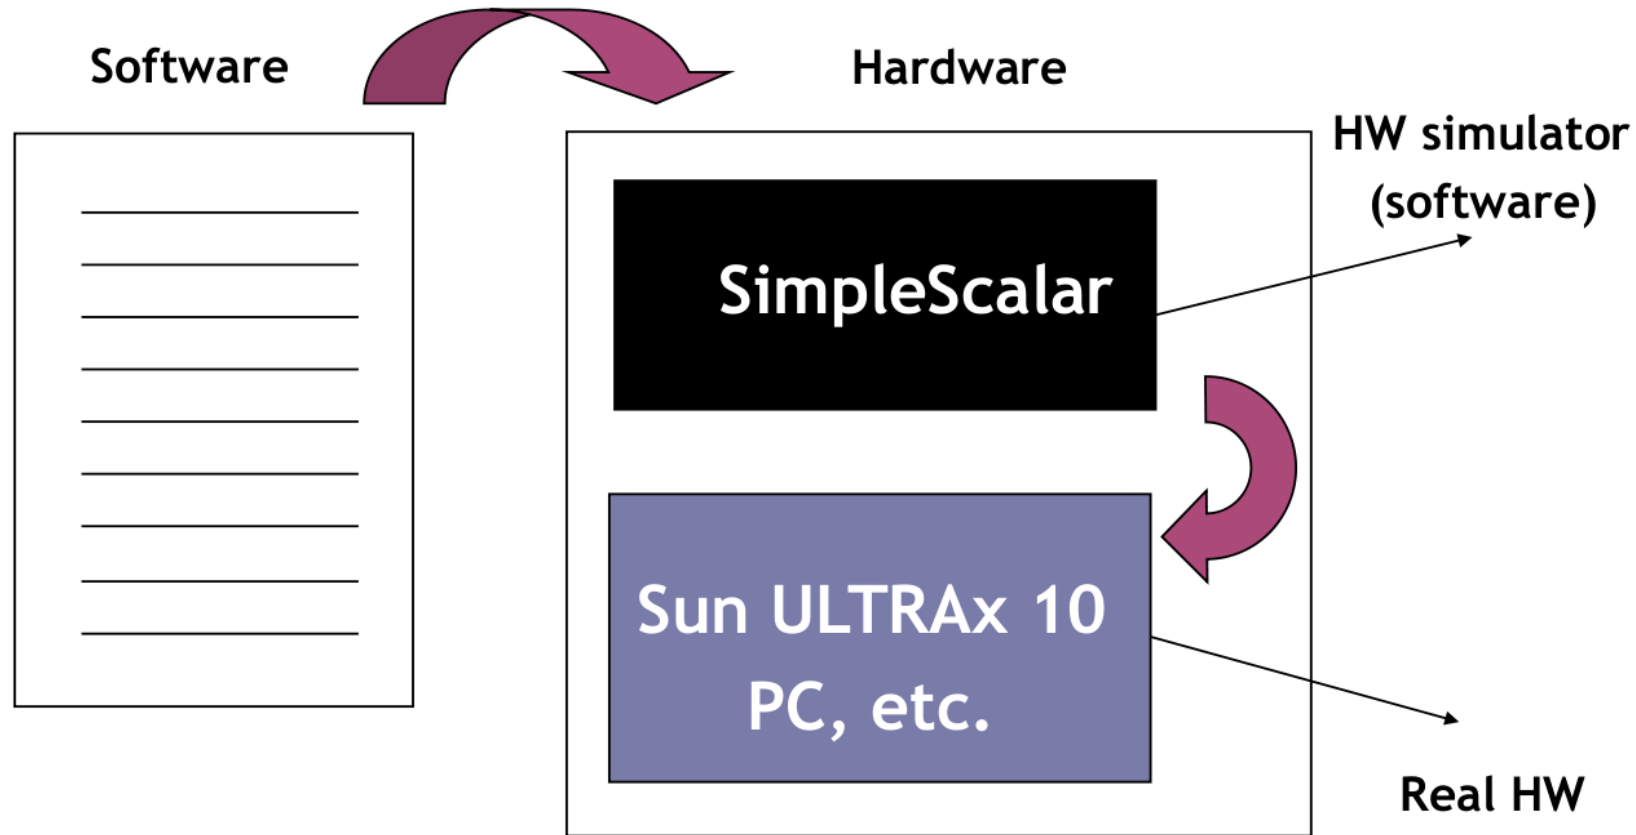 Software
Hardware
HW simulator
(software)
SimpleScalar
Sun ULTRAx 10
PC, etc.
Real HW